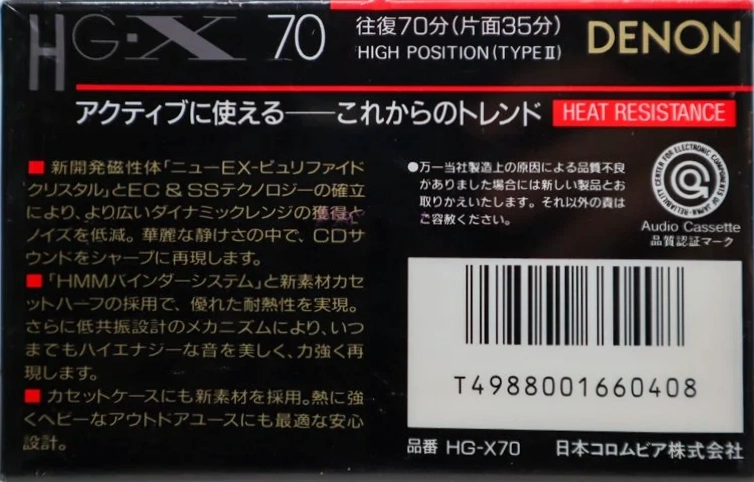 HG·X 70
往復70分(片面35分)
HIGH POSITION(TYPE II)
DENON
アクティブに使える——これからのトレンド
HEAT RESISTANCE
■ 新開発磁性体「ニューEX-ピュリファイド
クリスタル」とEC & SSテクノロジーの確立
により、より広いダイナミックレンジの獲得と
ノイズを低減。華麗な静けさの中で、CDサ
ウンドをシャープに再現します。
■「HMMバインダーシステム」と新素材カセ
ットハーフの採用で、優れた耐熱性を実現。
さらに低共振設計のメカニズムにより、いつ
までもハイエナジーな音を美しく、力強く再
現します。
■ カセットケースにも新素材を採用。熱に強
くヘビーなアウトドアユースにも最適な安心
設計。
●万一当社製造上の原因による品質不良
がありました場合には新しい製品とお
取りかえいたします。それ以外の責は
ご容赦ください。
RELIABILITY CENTER FOR ELECTRONIC COMPONENTS OF JAPAN
Audio Cassette
品質認証マーク
T4988001660408
品番 HG-X70 日本コロムビア株式会社